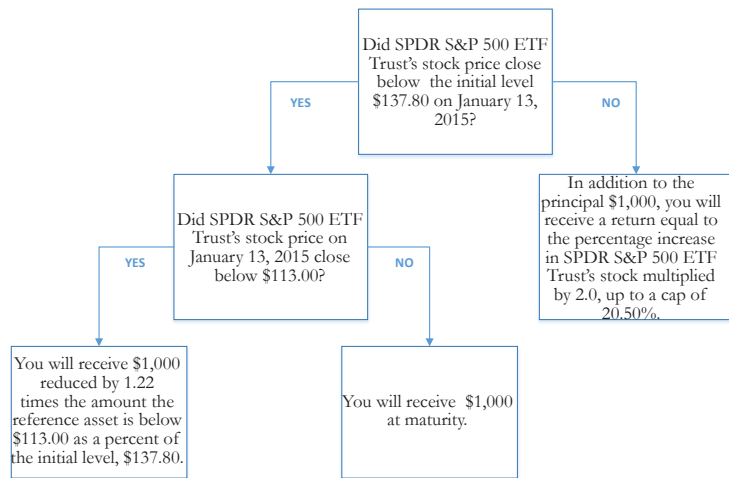 Did SPDR S&P 500 ETF
Trust's stock price close
below the initial level
$137.80 on January 13,
2015?
YES
NO
Did SPDR S&P 500 ETF
Trust's stock price on
January 13, 2015 close
below $113.00?
In addition to the
principal $1,000, you will
receive a return equal to
the percentage increase
in SPDR S&P 500 ETF
Trust's stock multiplied
by 2.0, up to a cap of
20.50%.
YES
NO
You will receive $1,000
reduced by 1.22
times the amount the
reference asset is below
$113.00 as a percent of
the initial level, $137.80.
You will receive $1,000
at maturity.